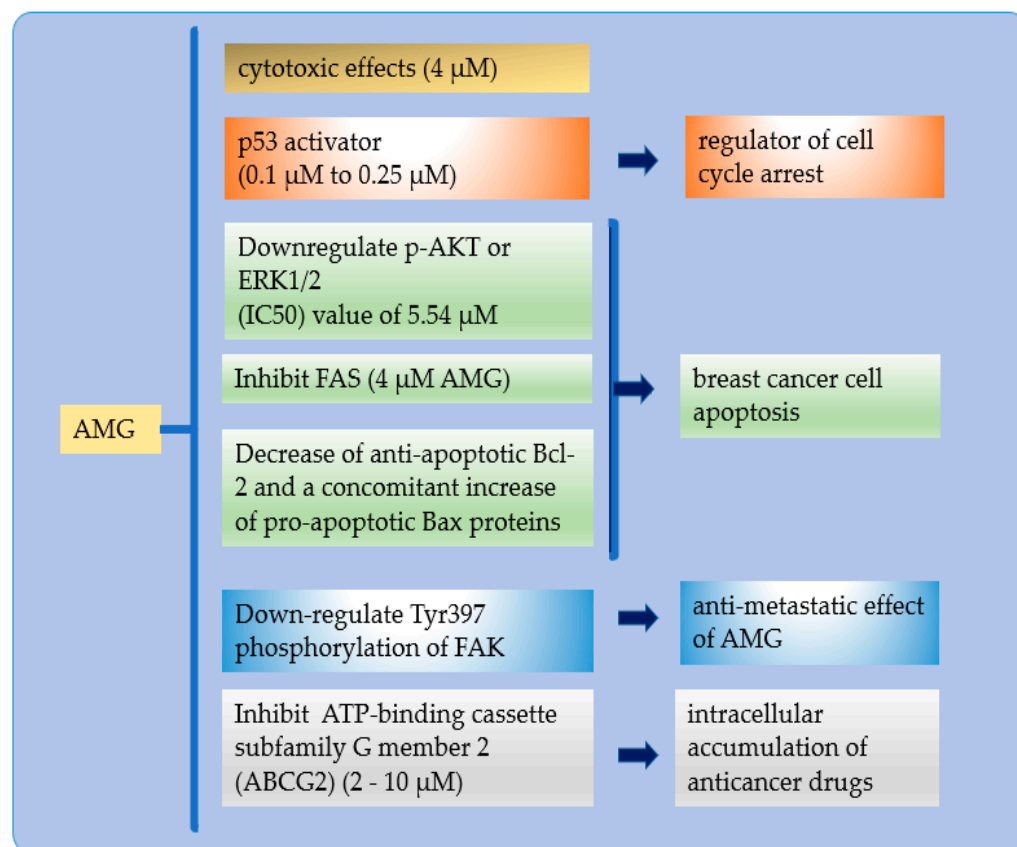 cytotoxic effects (4 µM)
p53 activator
(0.1 µM to 0.25 µM)
regulator of cell
cycle arrest
Downregulate p-AKT or
ERK1/2
(IC50) value of 5.54 µM
Inhibit FAS (4 µM AMG)
breast cancer cell
apoptosis
AMG
Decrease of anti-apoptotic Bcl-
2 and a concomitant increase
of pro-apoptotic Bax proteins
Down-regulate Tyr397
phosphorylation of FAK
anti-metastatic effect
of AMG
Inhibit ATP-binding cassette
subfamily G member 2
(ABCG2) (2 - 10 µM)
intracellular
accumulation of
anticancer drugs